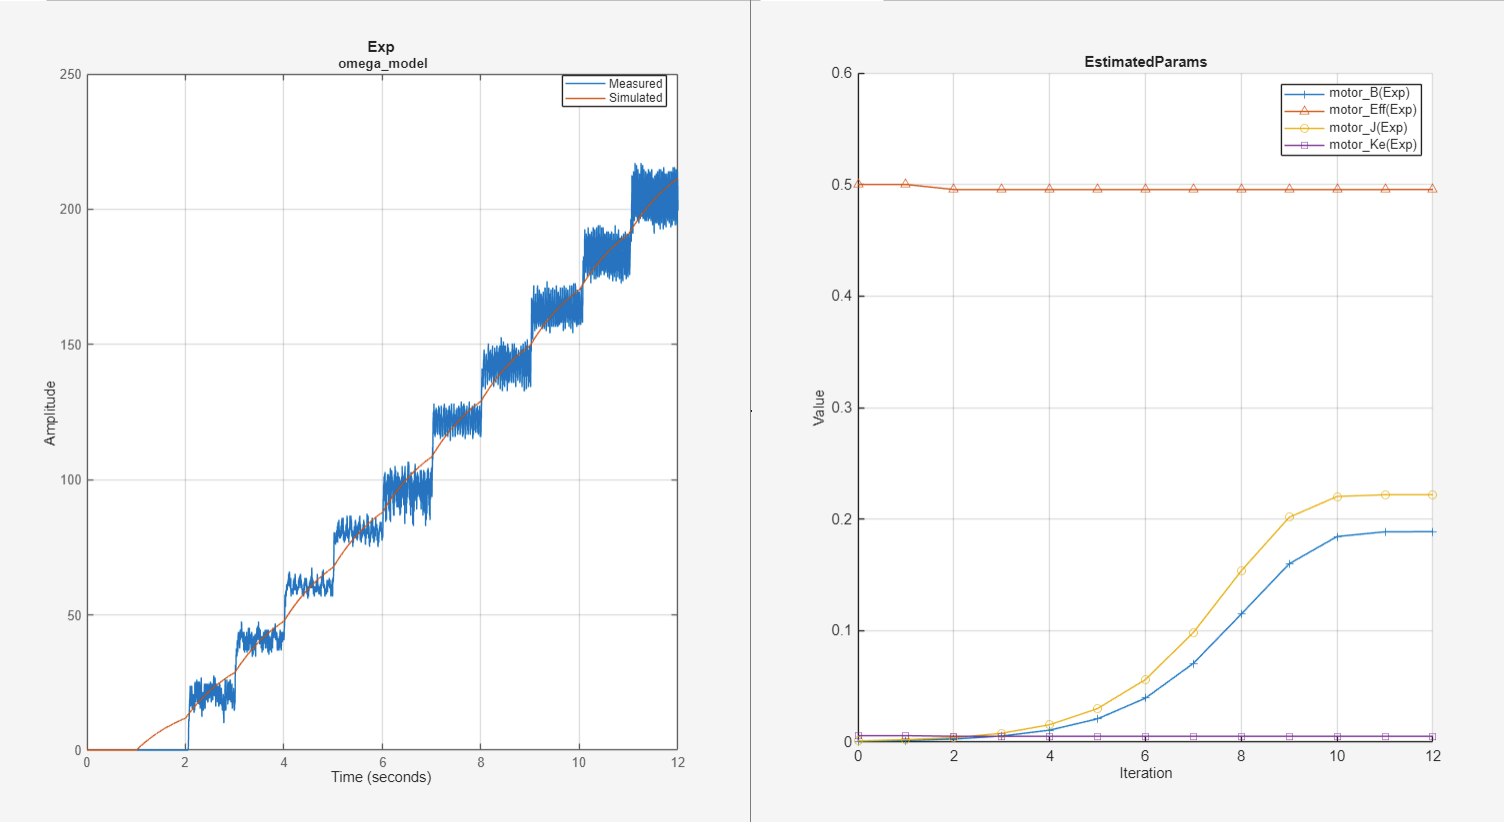 Exp
omega_model
250
200
150
100
50
0
Amplitude
Measured
Simulated
0 2 4 6 8 10 12
Time (seconds)
EstimatedParams
0.6
0.5
0.4
0.3
0.2
0.1
0
Value
motor_B(Exp)
motor_Eff(Exp)
motor_J(Exp)
motor_Ke(Exp)
0 2 4 6 8 10 12
Iteration